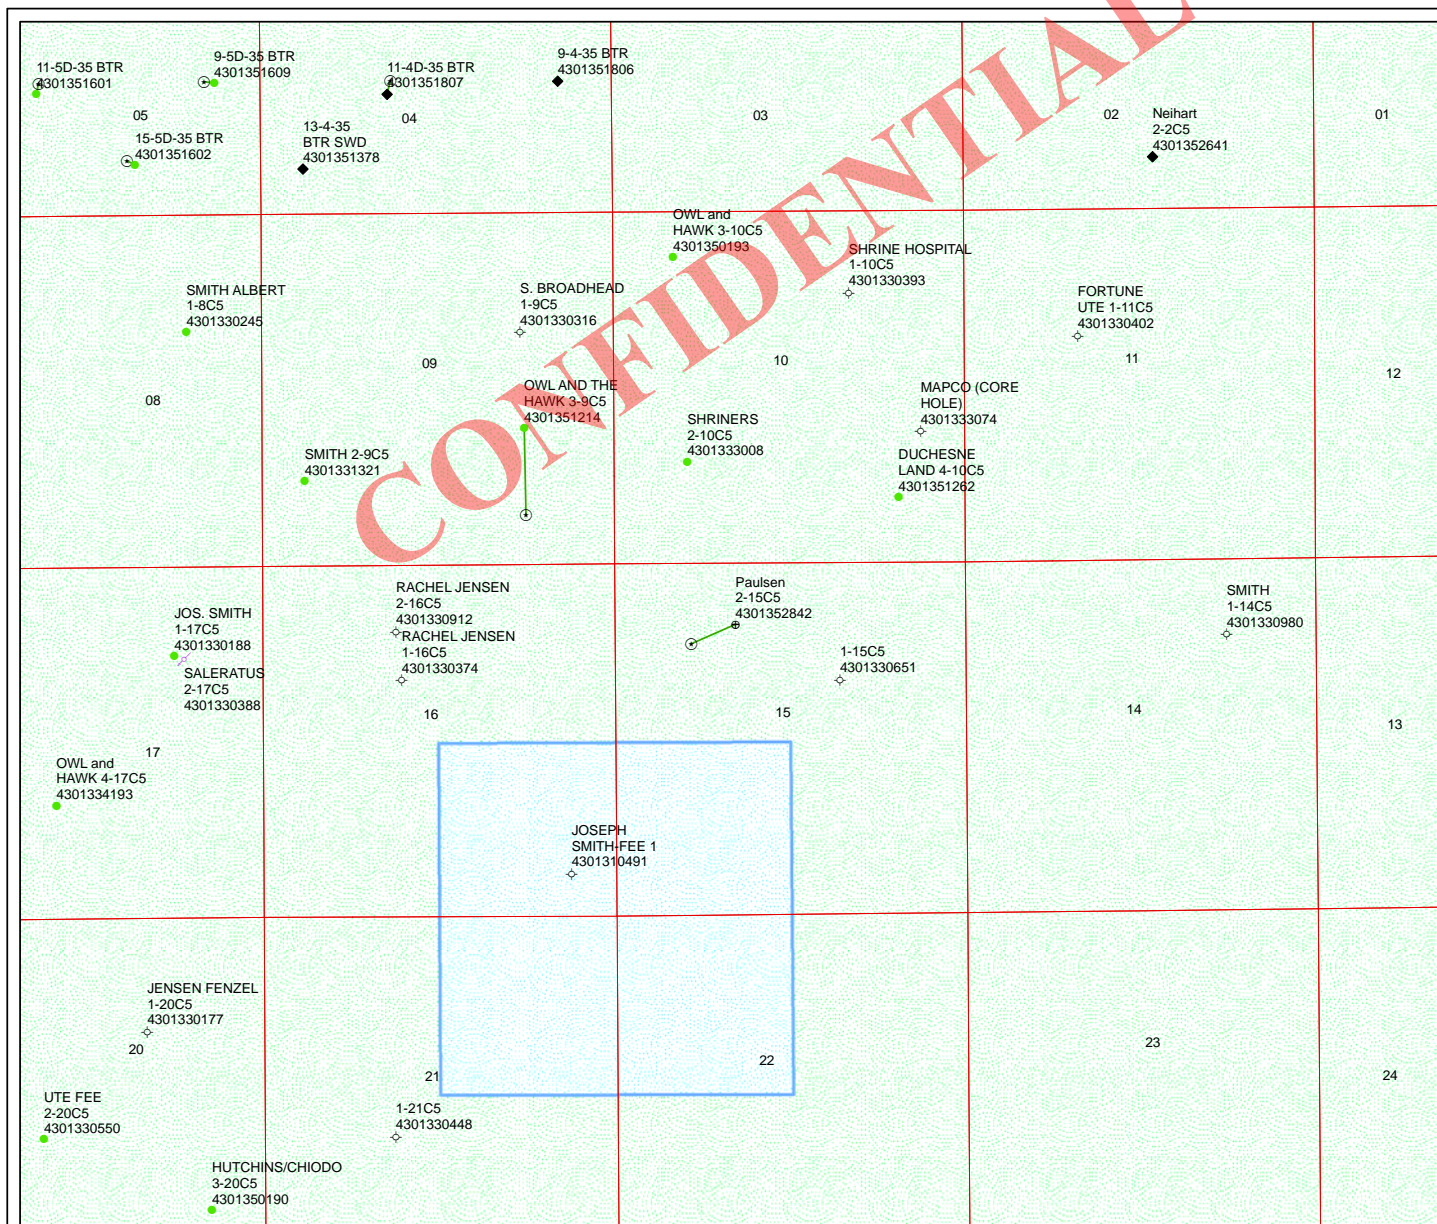 11-5D-35 BTR
4301351601
9-5D-35 BTR
4301351609
11-4D-35 BTR
4301351807
9-4-35 BTR
4301351806
05
15-5D-35 BTR
4301351602
13-4-35
BTR SWD
4301351378
04
03
02
Neihart
2-2C5
4301352641
01
CONFIDENTIAL
OWL and
HAWK 3-10C5
4301350193
SHRINE HOSPITAL
1-10C5
4301330393
SMITH ALBERT
1-8C5
4301330245
S. BROADHEAD
1-9C5
4301330316
FORTUNE
UTE 1-11C5
4301330402
09
10
11
12
08
OWL AND THE
HAWK 3-9C5
4301351214
MAPCO (CORE
HOLE)
4301333074
SHRINERS
2-10C5
4301333008
SMITH 2-9C5
4301331321
DUCHESNE
LAND 4-10C5
4301351262
RACHEL JENSEN
2-16C5
4301330912
RACHEL JENSEN
1-16C5
4301330374
Paulsen
2-15C5
4301352842
SMITH
1-14C5
4301330980
JOS. SMITH
1-17C5
4301330188
SALERATUS
2-17C5
4301330388
1-15C5
4301330651
16
15
14
13
17
OWL and
HAWK 4-17C5
4301334193
JOSEPH
SMITH-FEE 1
4301310491
JENSEN FENZEL
1-20C5
4301330177
20
21
22
23
24
UTE FEE
2-20C5
4301330550
1-21C5
4301330448
HUTCHINS/CHIODO
3-20C5
4301350190